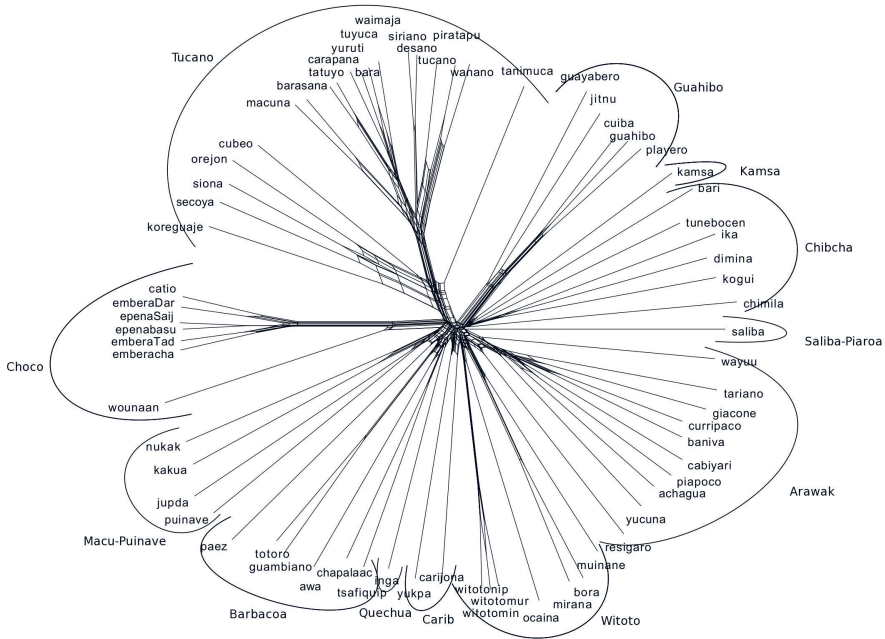 waimaja
tuyuca
siriano
piratapu
yuruti
desano
Tucano
carapana
tucano
tatuyo
bara
wanano
tanimuca
guayabero
barasana
Guahibo
macuna
jitnu
cuiba
guahibo
cubeo
playero
orejon
kamsa
Kamsa
siona
bari
secoya
koreguaje
tunebocen
ika
Chibcha
dimina
kogui
catio
emberaDar
chimila
epenaSaij
epenabasu
saliba
emberaTad
Saliba-Piaroa
emberacha
wayuu
Choco
tariano
wounaan
giacone
curripaco
baniva
nukak
cabiyari
kakua
piapoco
achagua
Arawak
jupda
puinave
yucuna
Macu-Puinave
paez
resigaro
totoro
guambiano
muinane
chapalaac
inga
carijona
awa
tsafiquip
yukpa
witotonip
bora
witotomur
mirana
Barbacoa
Quechua
Carib
witotomin
ocaina
Witoto